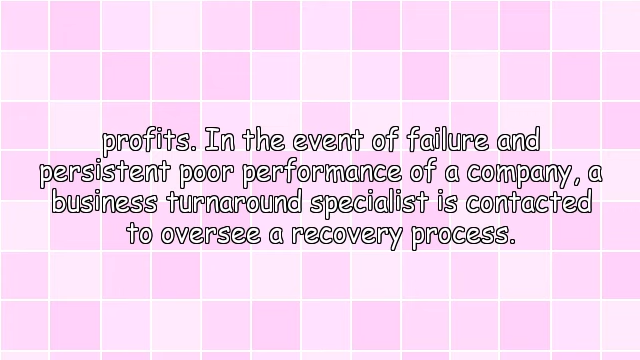 profits. In the event of failure and
persistent poor performance of a company, a
business turnaround specialist is contacted
to oversee a recovery process.